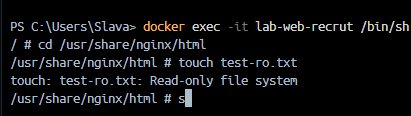 PS C:\Users\Slava> docker exec -it lab-web-recrut /bin/sh
/ # cd /usr/share/nginx/html
/usr/share/nginx/html # touch test-ro.txt
touch: test-ro.txt: Read-only file system
/usr/share/nginx/html # s